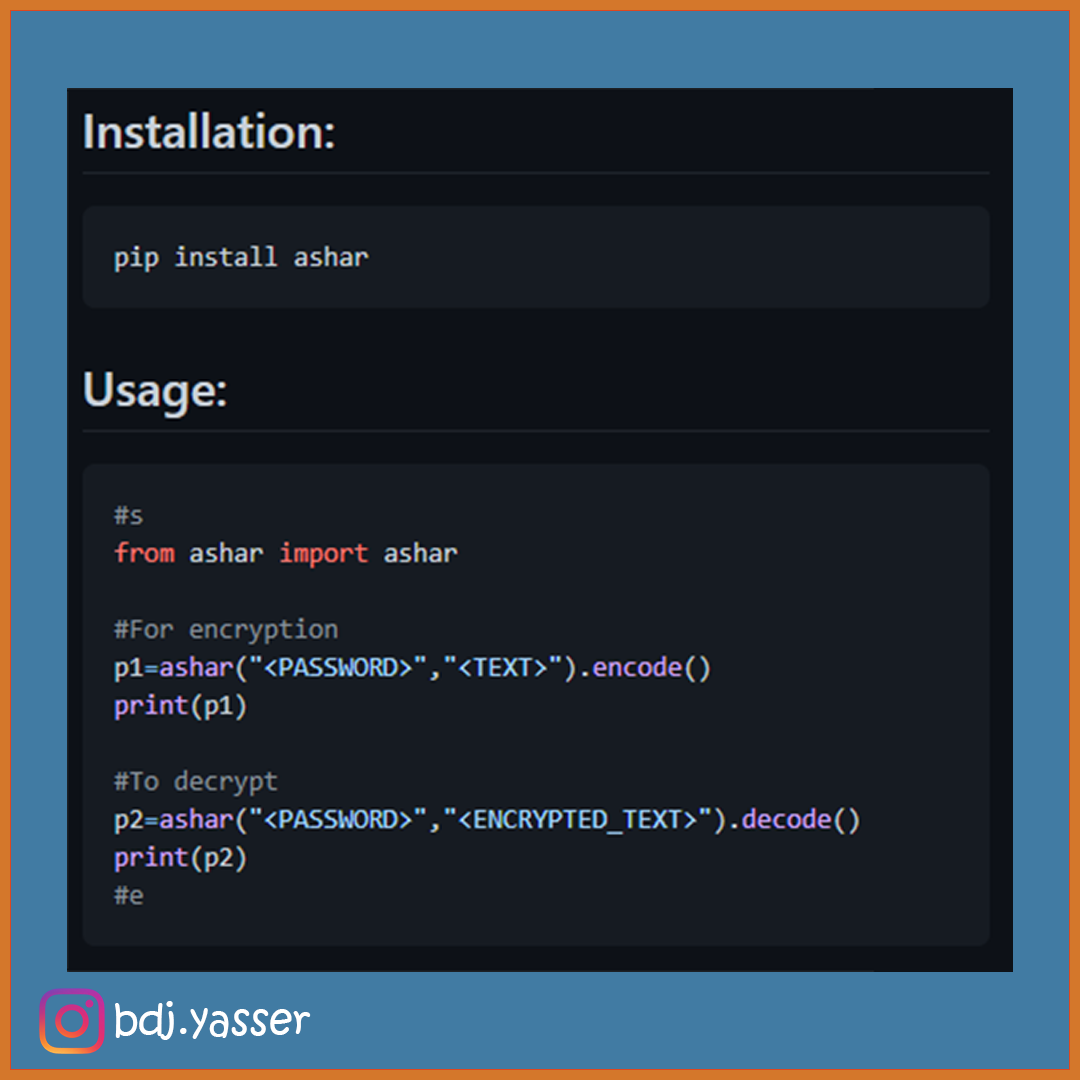 Installation:
pip install ashar
Usage:
#s
from ashar import ashar
#For encryption
p1=ashar("<PASSWORD>","<TEXT>").encode()
print(p1)
#To decrypt
p2=ashar("<PASSWORD>","<ENCRYPTED_TEXT>").decode()
print(p2)
#e
bdj.yasser